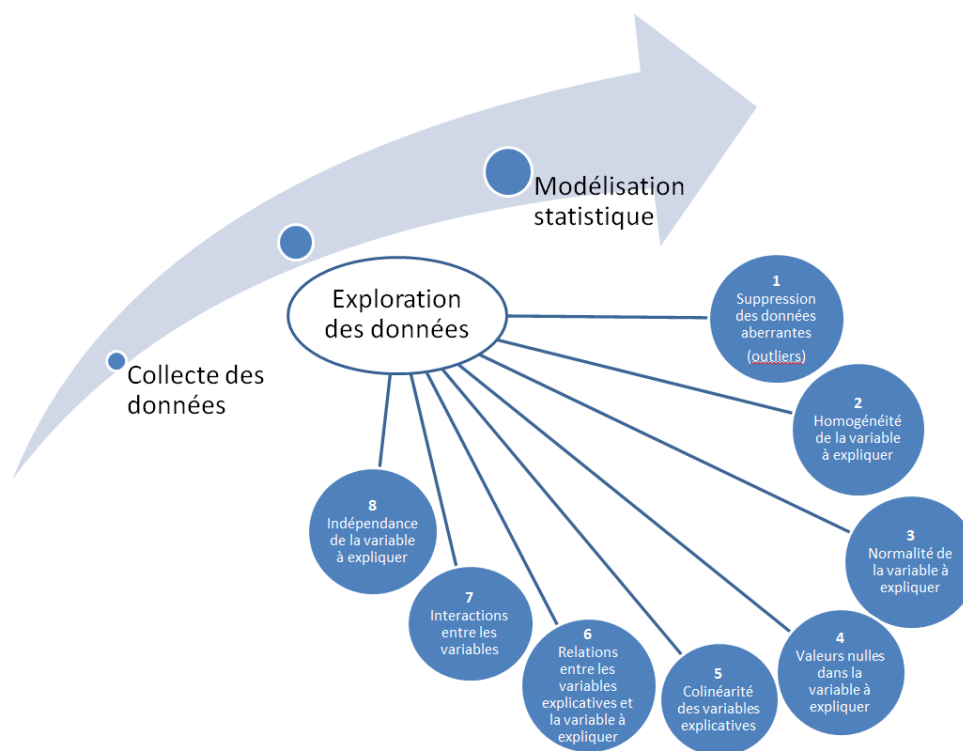 Modélisation
statistique
Exploration
des données
Collecte des
données
1
Suppression
des données
aberrantes
(outliers)
2
Homogénéité
de la variable
à expliquer
3
Normalité de
la variable à
expliquer
4
Valeurs nulles
dans la
variable à
expliquer
5
Colinéarité
des variables
explicatives
6
Relations
entre les
variables
explicatives et
la variable à
expliquer
7
Interactions
entre les
variables
8
Indépendance
de la variable
à expliquer